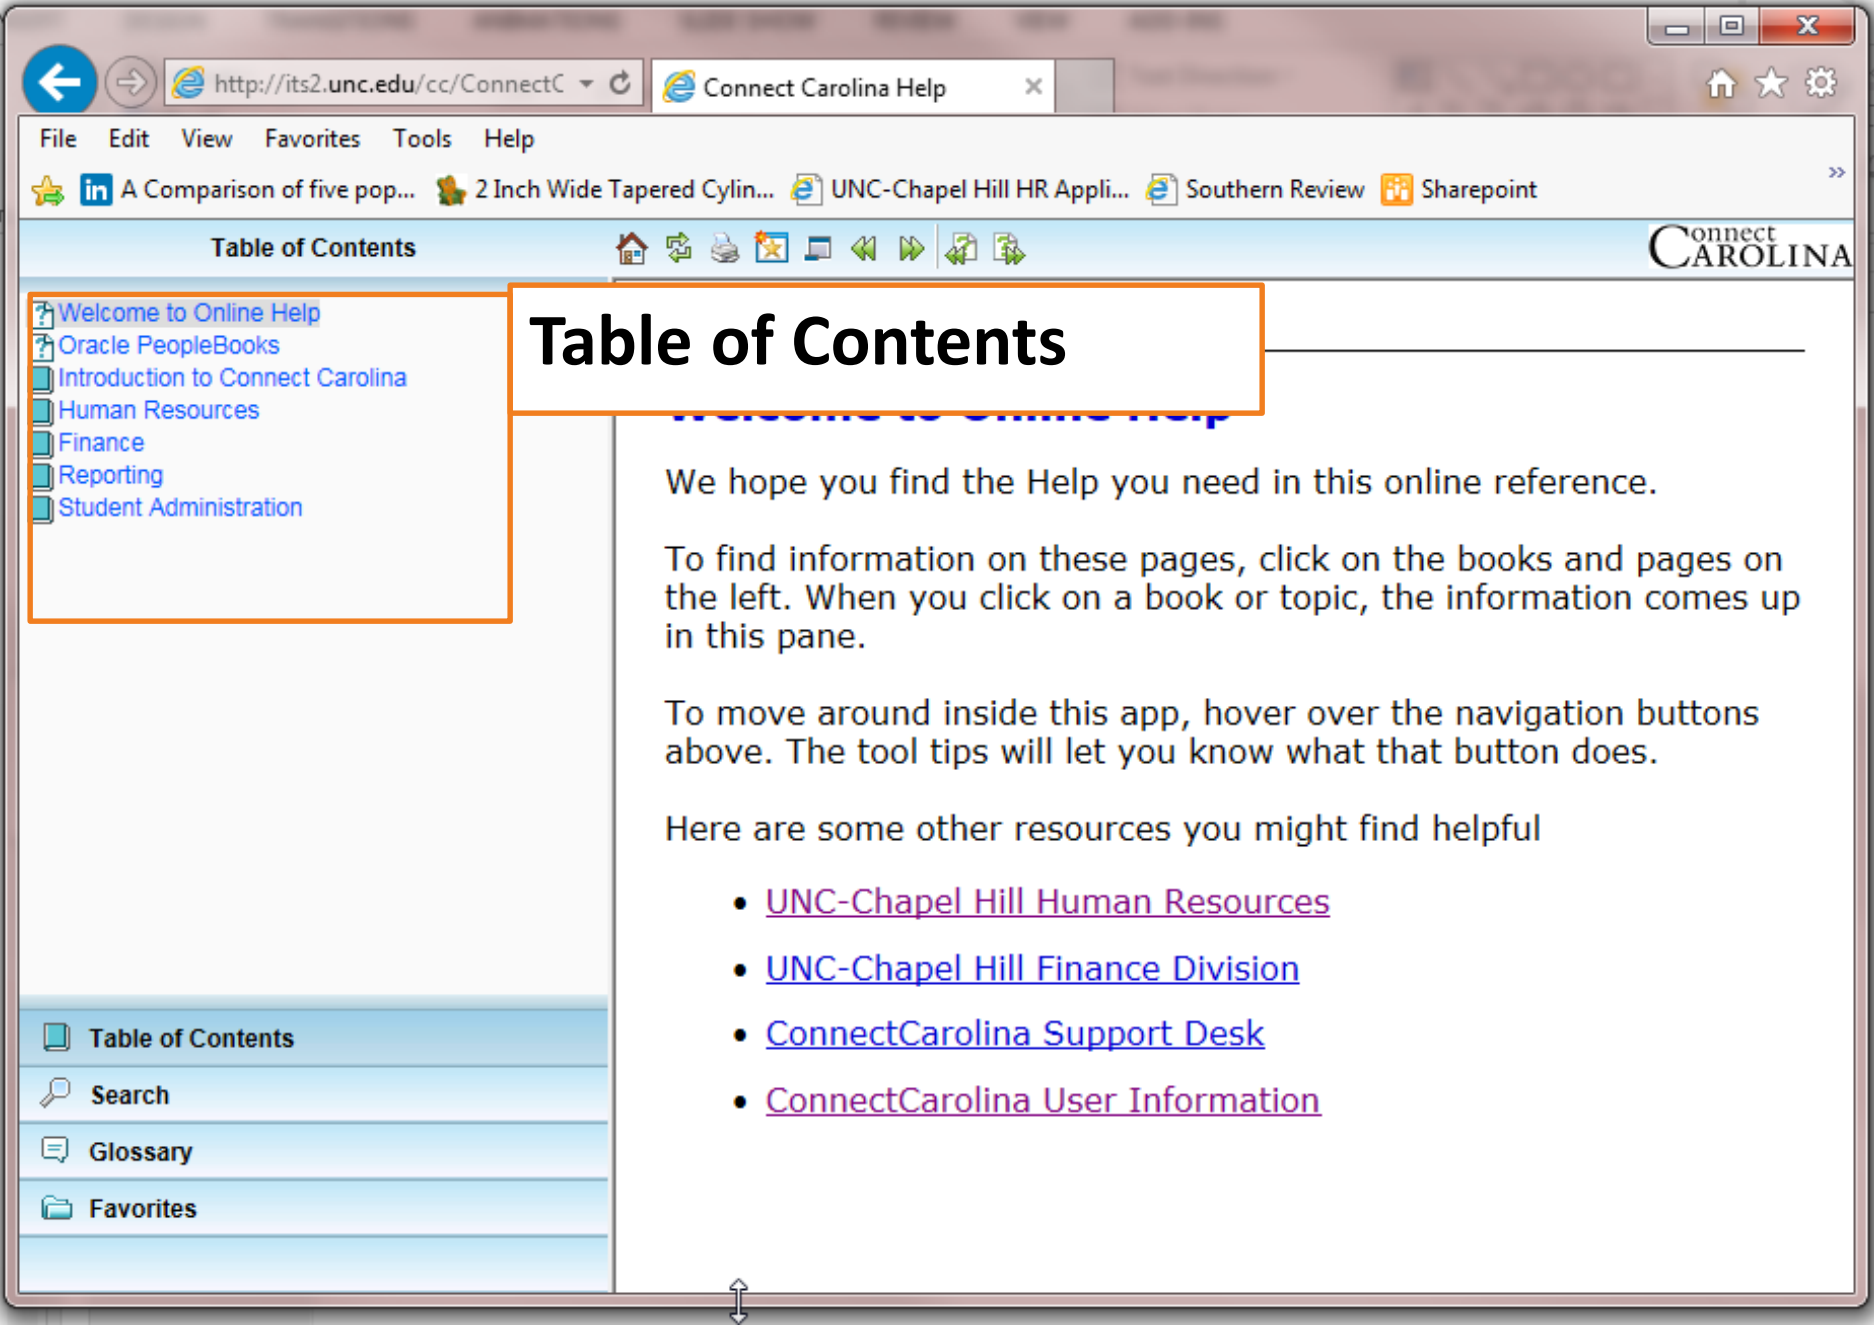 http://its2.unc.edu/cc/ConnectC
Connect Carolina Help
File Edit View Favorites Tools Help
in A Comparison of five pop... 2 Inch Wide Tapered Cylin... UNC-Chapel Hill HR Appli... Southern Review Sharepoint
Table of Contents
Connect
CAROLINA
Welcome to Online Help
Oracle PeopleBooks
Introduction to Connect Carolina
Human Resources
Finance
Reporting
Student Administration
Table of Contents
Welcome to Online Help
We hope you find the Help you need in this online reference.
To find information on these pages, click on the books and pages on
the left. When you click on a book or topic, the information comes up
in this pane.
To move around inside this app, hover over the navigation buttons
above. The tool tips will let you know what that button does.
Here are some other resources you might find helpful
• UNC-Chapel Hill Human Resources
• UNC-Chapel Hill Finance Division
• ConnectCarolina Support Desk
• ConnectCarolina User Information
Table of Contents
Search
Glossary
Favorites